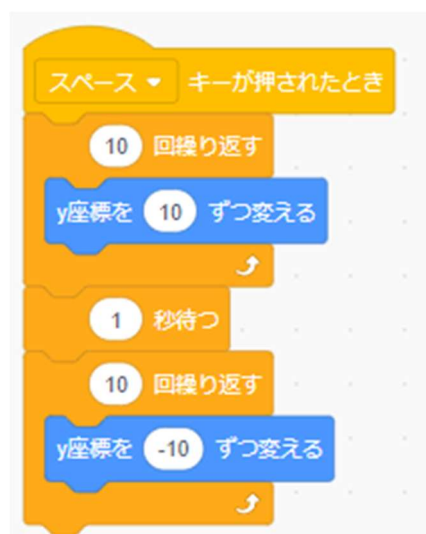 スペース キーが押されたとき
10 回繰り返す
y座標を 10 ずつ変える
1 秒待つ
10 回繰り返す
y座標を -10 ずつ変える